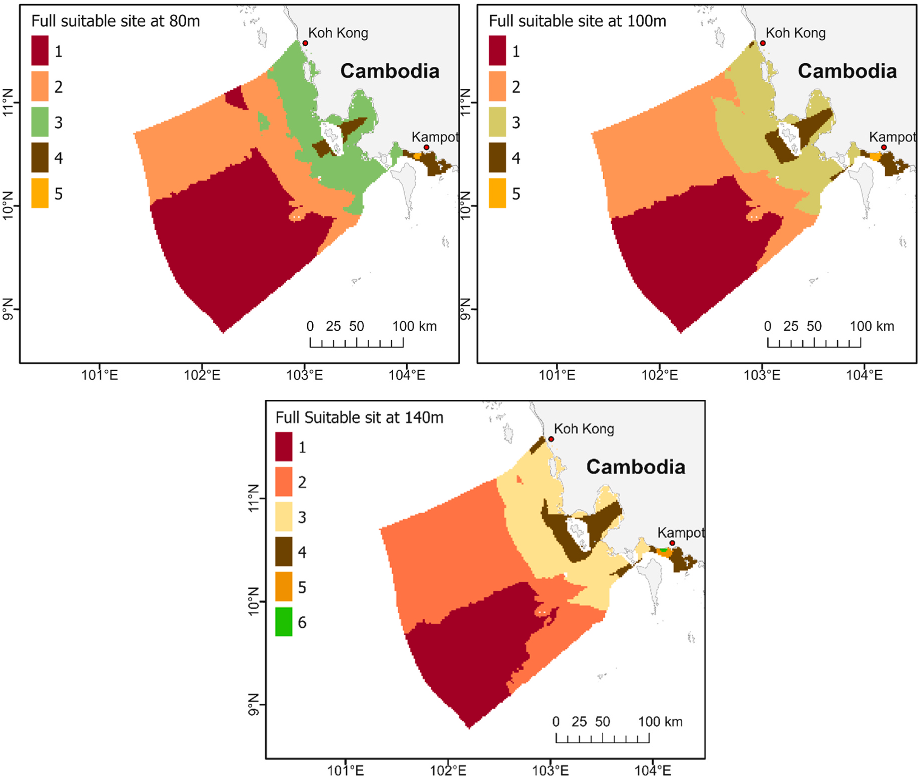 Full suitable site at 80m
1
2
3
4
5
Koh Kong
Cambodia
Kampot
11°N
10°N
9°N
0 25 50 100 km
101°E 102°E 103°E 104°E
Full suitable site at 100m
1
2
3
4
5
Koh Kong
Cambodia
Kampot
11°N
10°N
9°N
0 25 50 100 km
101°E 102°E 103°E 104°E
Full Suitable sit at 140m
1
2
3
4
5
6
Koh Kong
Cambodia
Kampot
11°N
10°N
9°N
0 25 50 100 km
101°E 102°E 103°E 104°E